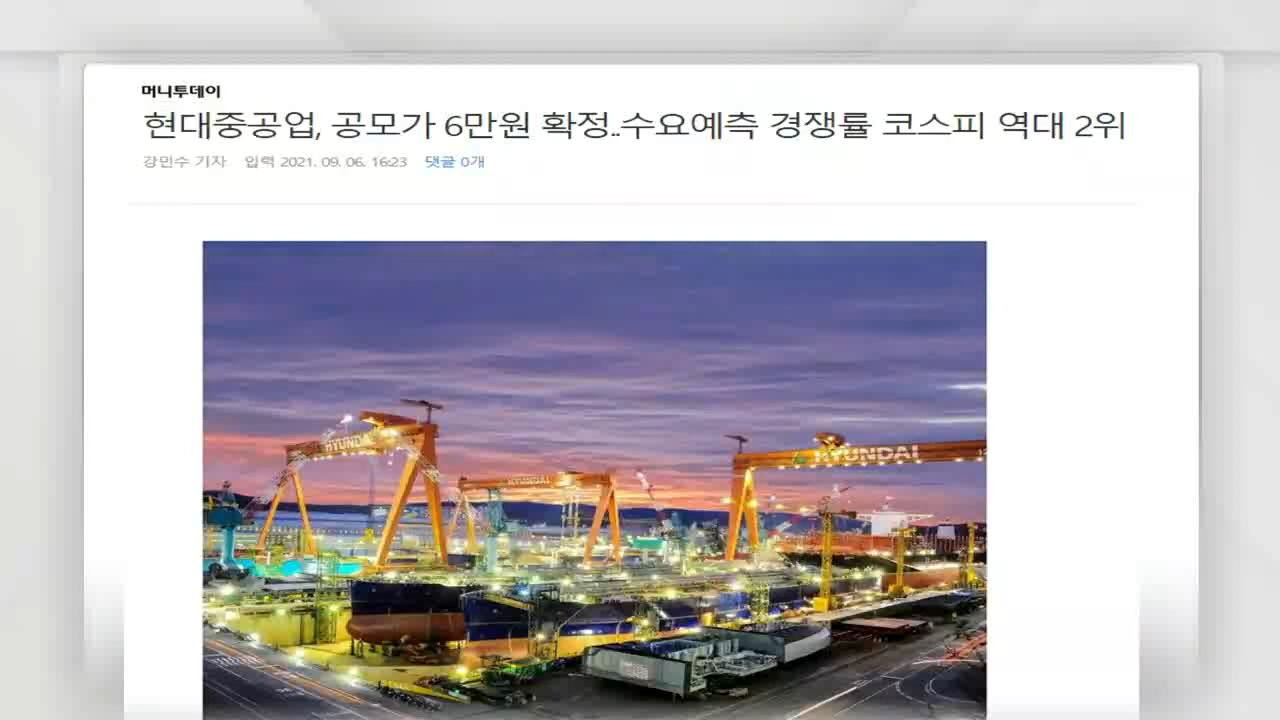 머니투데이
현대중공업, 공모가 6만원 확정..수요예측 경쟁률 코스피 역대 2위
강민수 기자 입력 2021. 09. 06. 16:23 댓글 0개
HYUNDAI
HYUNDAI
HYUNDAI